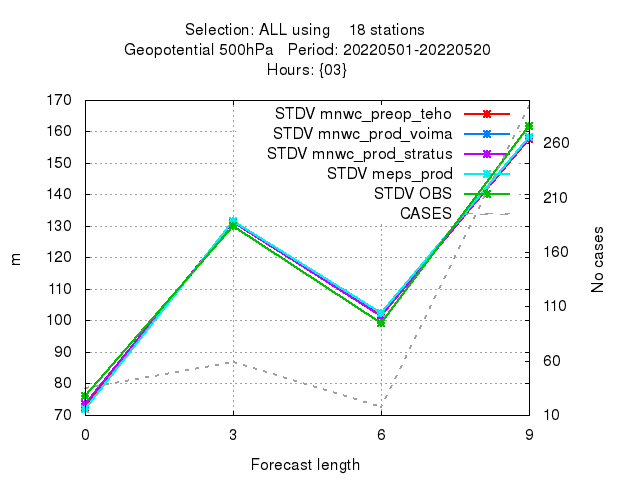 Selection: ALL using 18 stations
Geopotential 500hPa Period: 20220501-20220520
Hours: {03}
170
160
150
140
130
120
110
100
90
80
70
m
STDV mnwc_preop_teho
STDV mnwc_prod_voima
STDV mnwc_prod_stratus
STDV meps_prod
STDV OBS
CASES
260
210
160
110
60
10
No cases
0 3 6 9
Forecast length